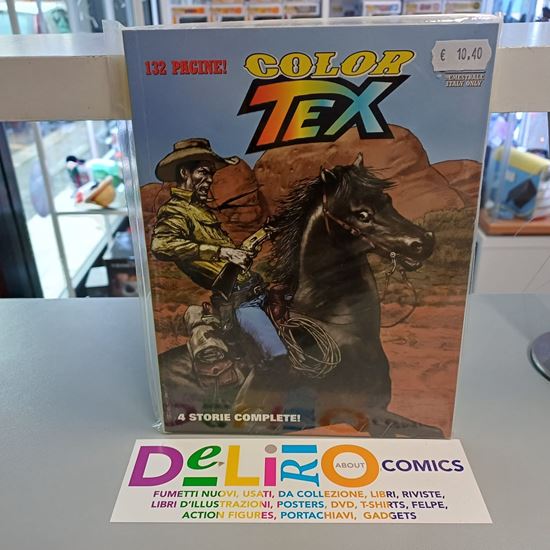 132 PAGINE!
COLOR
TEX
€ 10,40
SEMESTRALE
ITALY ONLY
4 STORIE COMPLETE!
DeLiRiO ABOUT COMICS
FUMETTI NUOVI, USATI, DA COLLEZIONE, LIBRI, RIVISTE,
LIBRI D'ILLUSTRAZIONI, POSTERS, DVD, T-SHIRTS, FELPE,
ACTION FIGURES, PORTACHIAVI, GADGETS